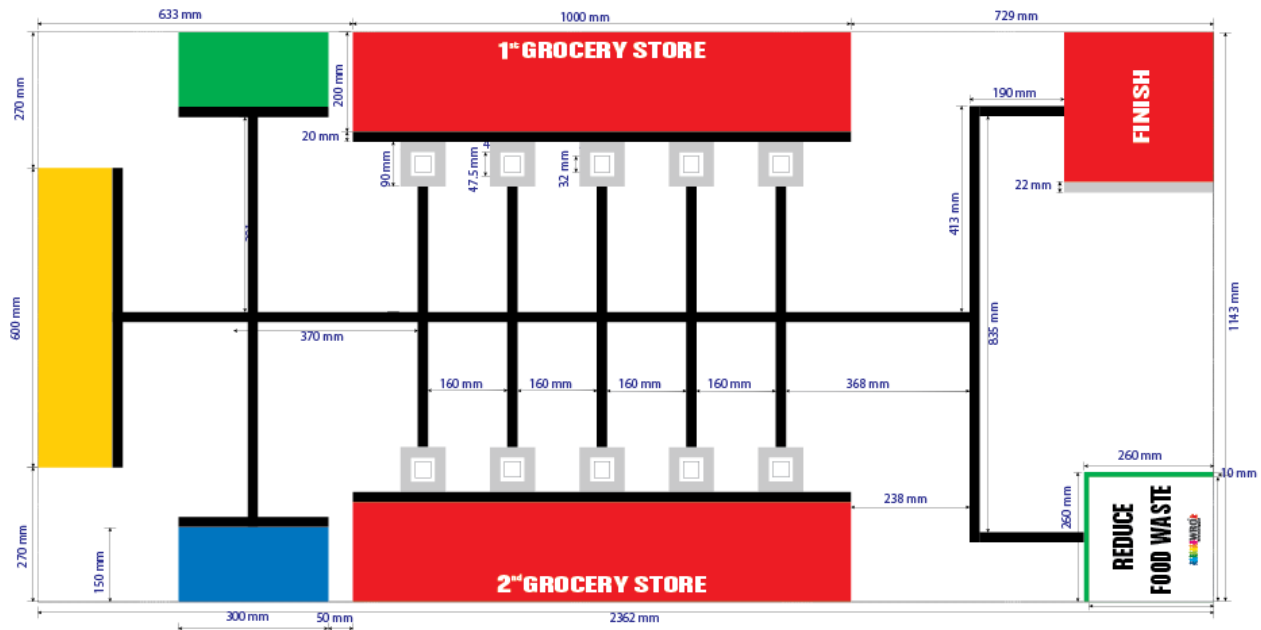 633 mm
1000 mm
729 mm
1st GROCERY STORE
270 mm
200 mm
20 mm
90 mm
47.5 mm
32 mm
190 mm
FINISH
22 mm
413 mm
600 mm
370 mm
835 mm
1143 mm
160 mm
160 mm
160 mm
160 mm
368 mm
260 mm
10 mm
238 mm
260 mm
REDUCE
FOOD WASTE
WRO
270 mm
150 mm
2nd GROCERY STORE
300 mm
50 mm
2362 mm